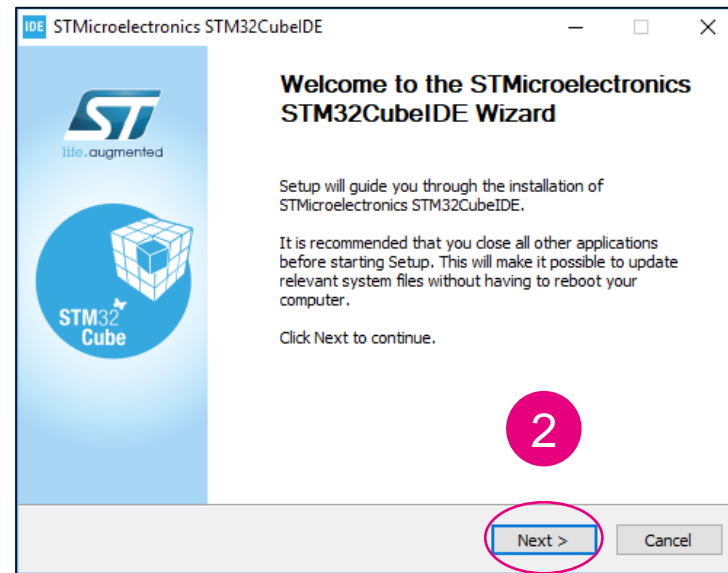 IDE STMicroelectronics STM32CubeIDE
ST
life.augmented
Welcome to the STMicroelectronics
STM32CubeIDE Wizard
Setup will guide you through the installation of
STMicroelectronics STM32CubeIDE.
It is recommended that you close all other applications
before starting Setup. This will make it possible to update
relevant system files without having to reboot your
computer.
Click Next to continue.
STM32
Cube
2
Next > Cancel